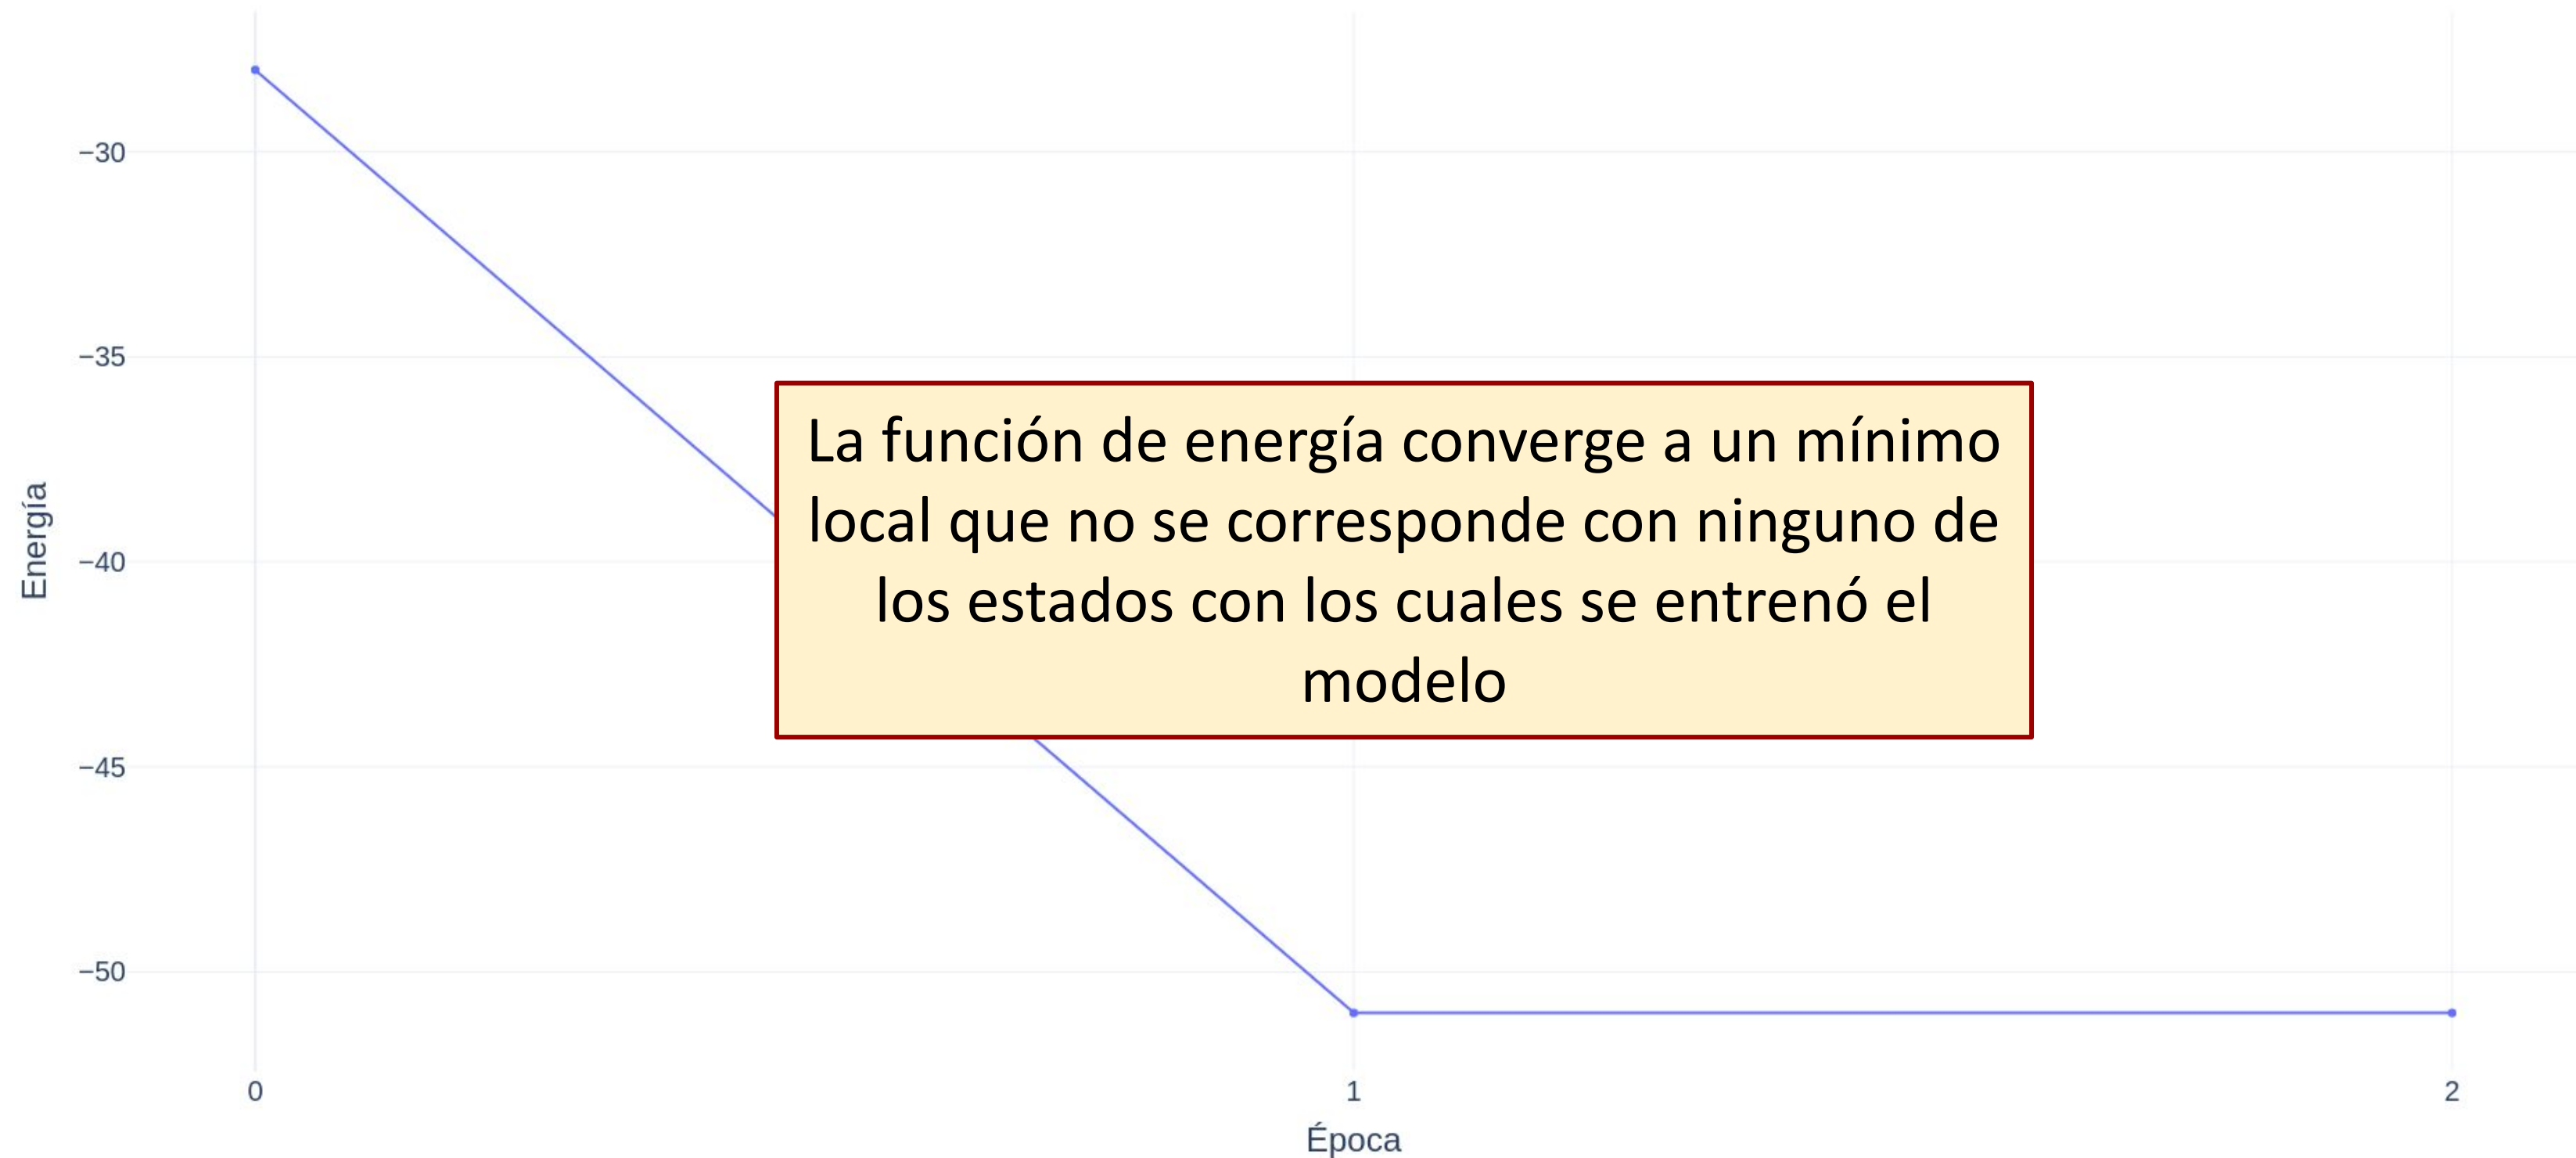 −30
−35
−40
−45
−50
Energía
La función de energía converge a un mínimo
local que no se corresponde con ninguno de
los estados con los cuales se entrenó el
modelo
0
1
2
Época